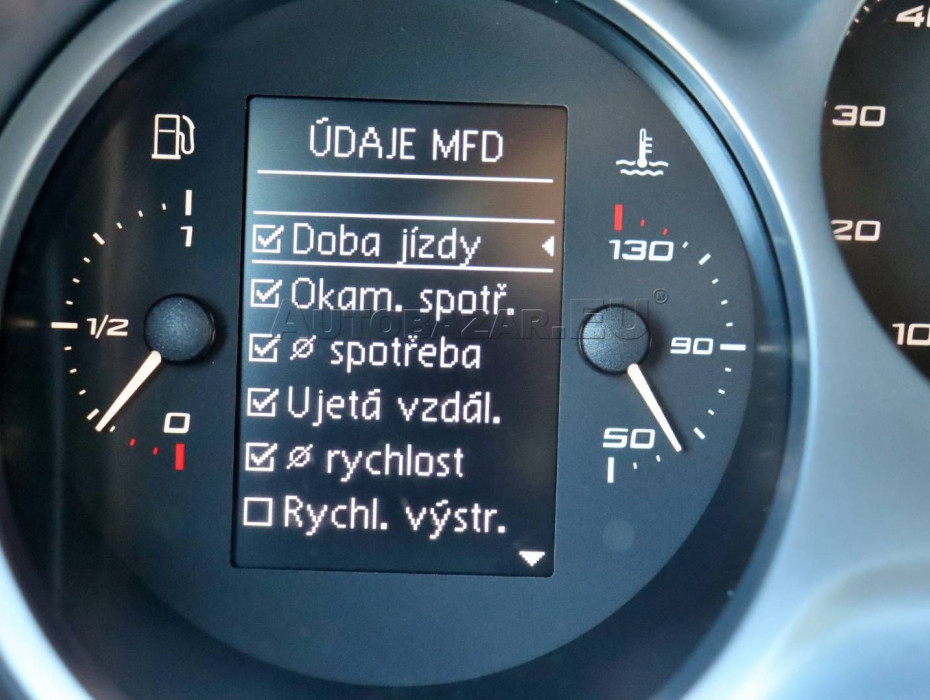 ÚDAJE MFD
Doba jízdy
Okam. spotř.
ø spotřeba
Ujetá vzdál.
ø rychlost
Rychl. výstr.
1
1/2
0
130
90
50
30
20
AUTOBAZAR.EU®